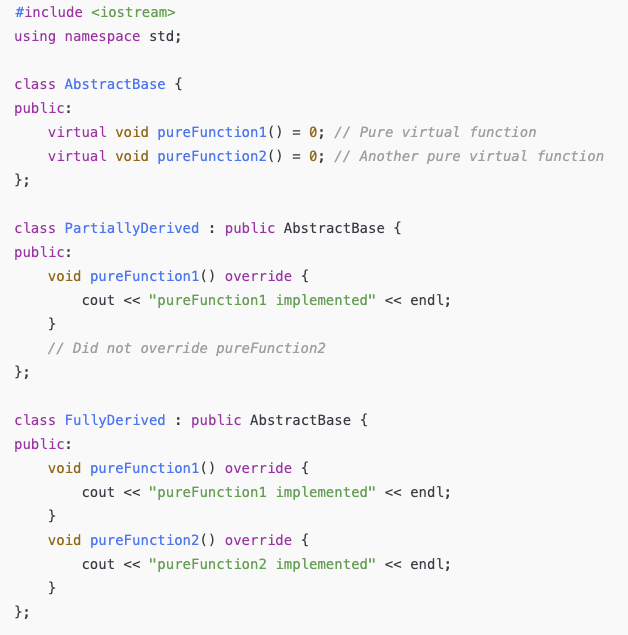 #include <iostream>
using namespace std;

class AbstractBase {
public:
    virtual void pureFunction1() = 0; // Pure virtual function
    virtual void pureFunction2() = 0; // Another pure virtual function
};

class PartiallyDerived : public AbstractBase {
public:
    void pureFunction1() override {
        cout << "pureFunction1 implemented" << endl;
    }
    // Did not override pureFunction2
};

class FullyDerived : public AbstractBase {
public:
    void pureFunction1() override {
        cout << "pureFunction1 implemented" << endl;
    }
    void pureFunction2() override {
        cout << "pureFunction2 implemented" << endl;
    }
};